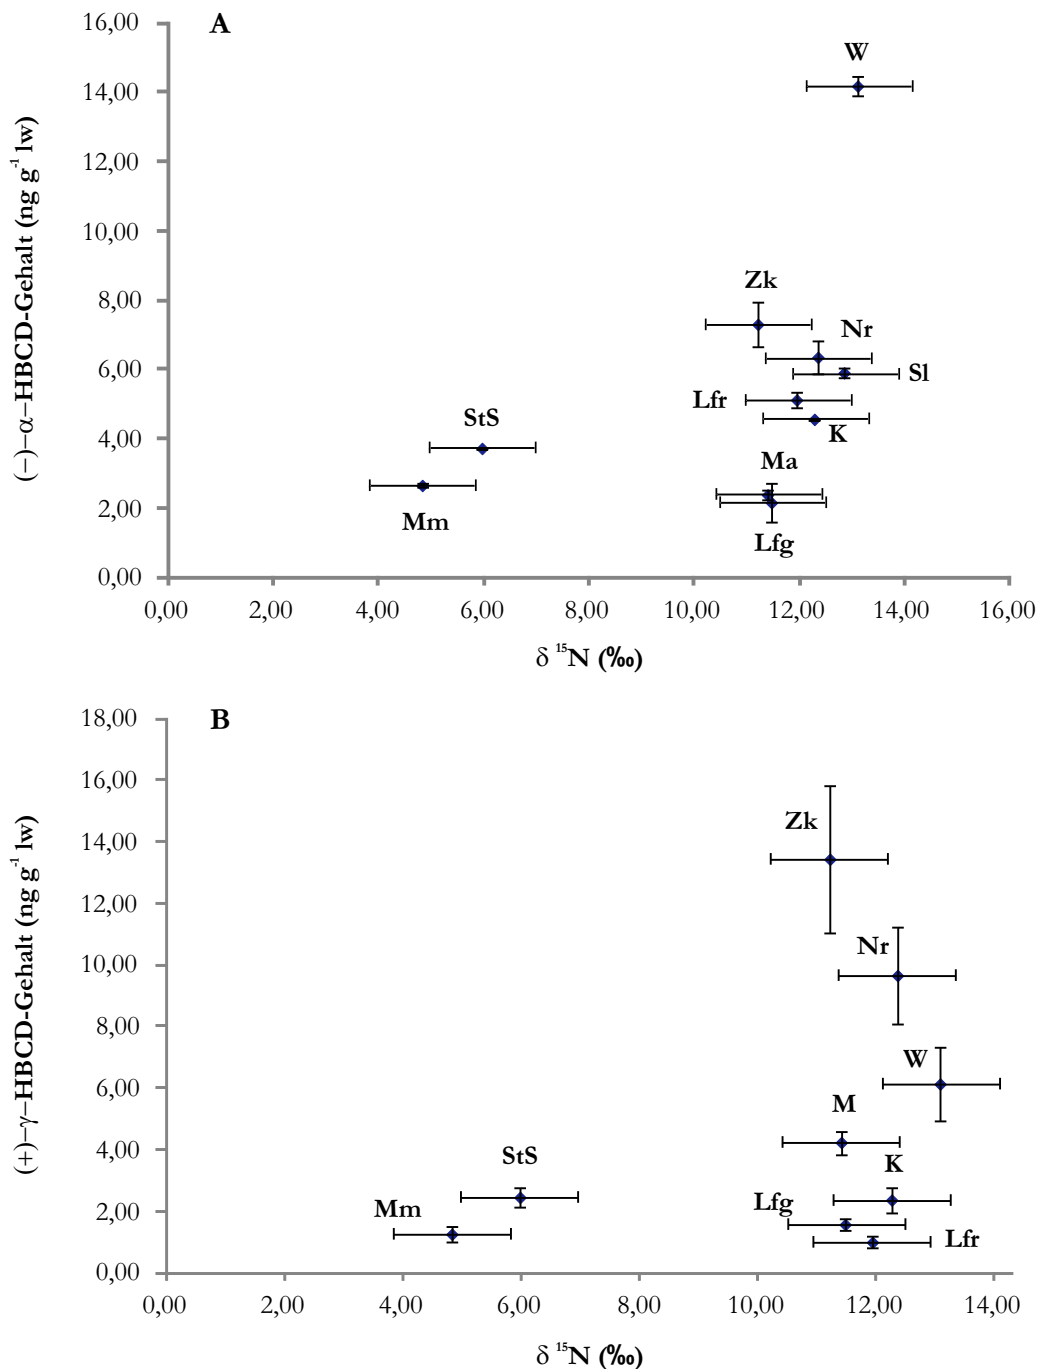 A
16,00
14,00
12,00
10,00
8,00
6,00
4,00
2,00
0,00
(−)−α−HBCD-Gehalt (ng g⁻¹ lw)
W
Zk
Nr
Sl
Lfr
K
StS
Ma
Mm
Lfg
0,00 2,00 4,00 6,00 8,00 10,00 12,00 14,00 16,00
δ ¹⁵N (‰)
B
18,00
16,00
14,00
12,00
10,00
8,00
6,00
4,00
2,00
0,00
(+)−γ−HBCD-Gehalt (ng g⁻¹ lw)
Zk
Nr
W
M
K
StS
Lfg
Mm
Lfr
0,00 2,00 4,00 6,00 8,00 10,00 12,00 14,00
δ ¹⁵N (‰)